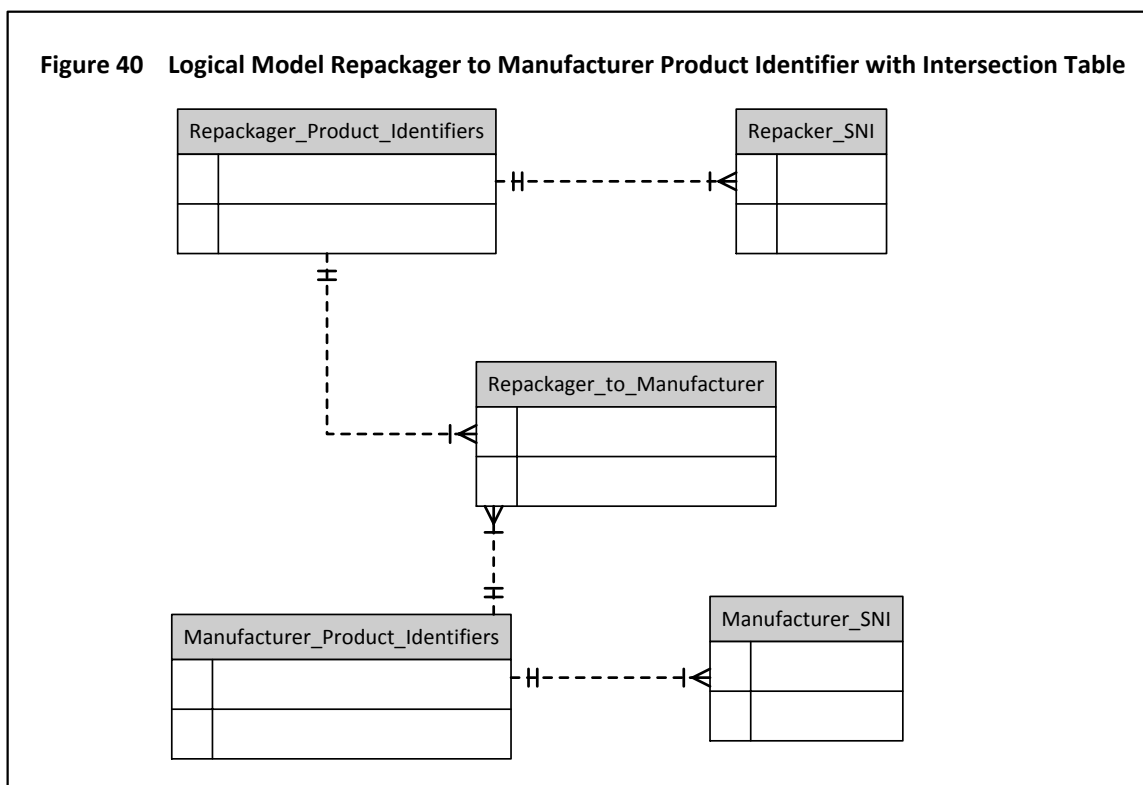 Figure 40 Logical Model Repackager to Manufacturer Product Identifier with Intersection Table
Repackager_Product_Identifiers
Repacker_SNI
Repackager_to_Manufacturer
Manufacturer_Product_Identifiers
Manufacturer_SNI